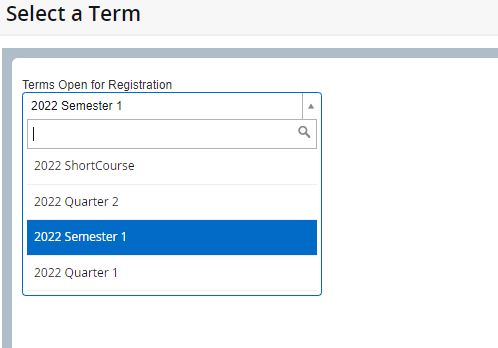 Select a Term
Terms Open for Registration
2022 Semester 1
2022 ShortCourse
2022 Quarter 2
2022 Semester 1
2022 Quarter 1